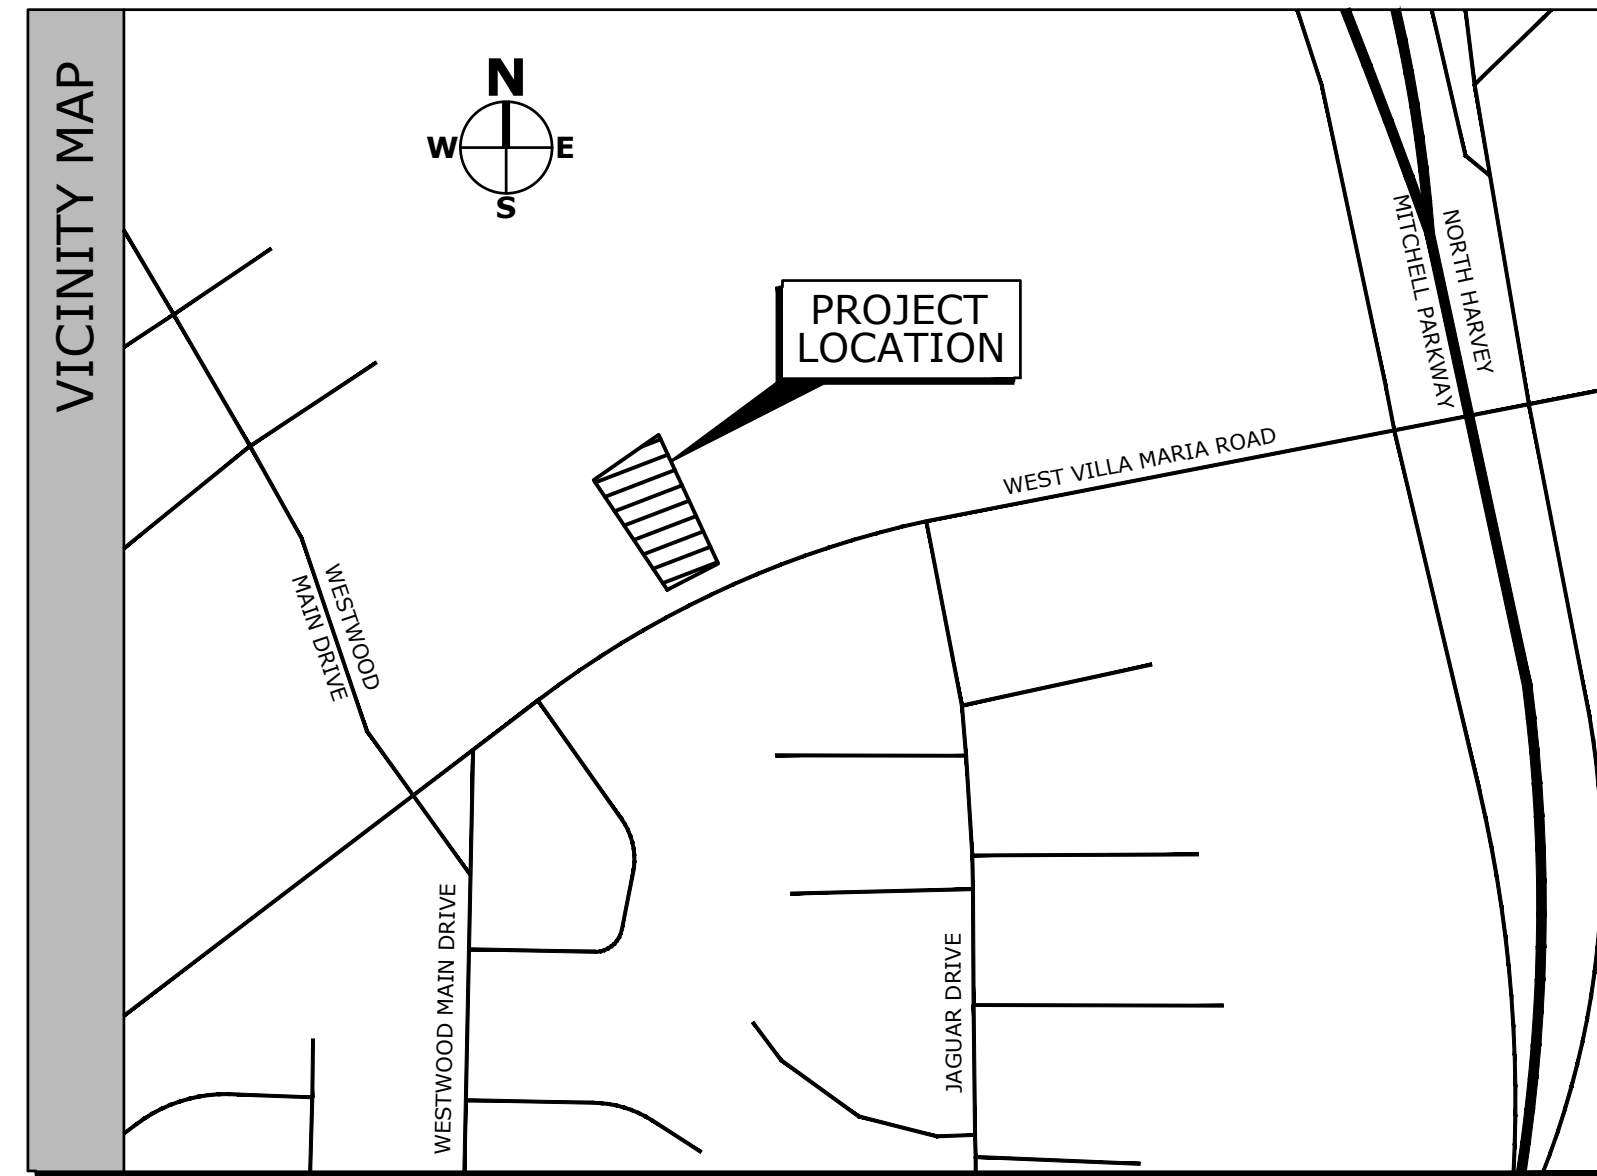 VICINITY MAP
N
W
E
S
PROJECT
LOCATION
MITCHELL PARKWAY
NORTH HARVEY
WEST VILLA MARIA ROAD
WESTWOOD
MAIN DRIVE
WESTWOOD MAIN DRIVE
JAGUAR DRIVE